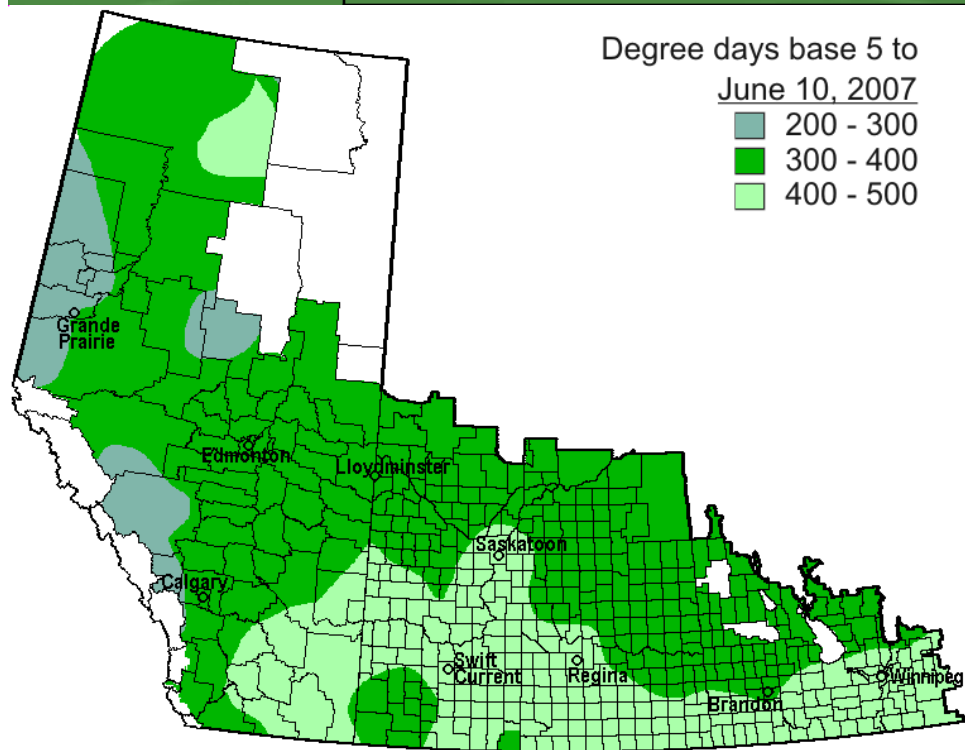 Degree days base 5 to
June 10, 2007
200 - 300
300 - 400
400 - 500
Grande
Prairie
Edmonton
Lloydminster
Saskatoon
Calgary
Swift
Current
Regina
Brandon
Winnipeg